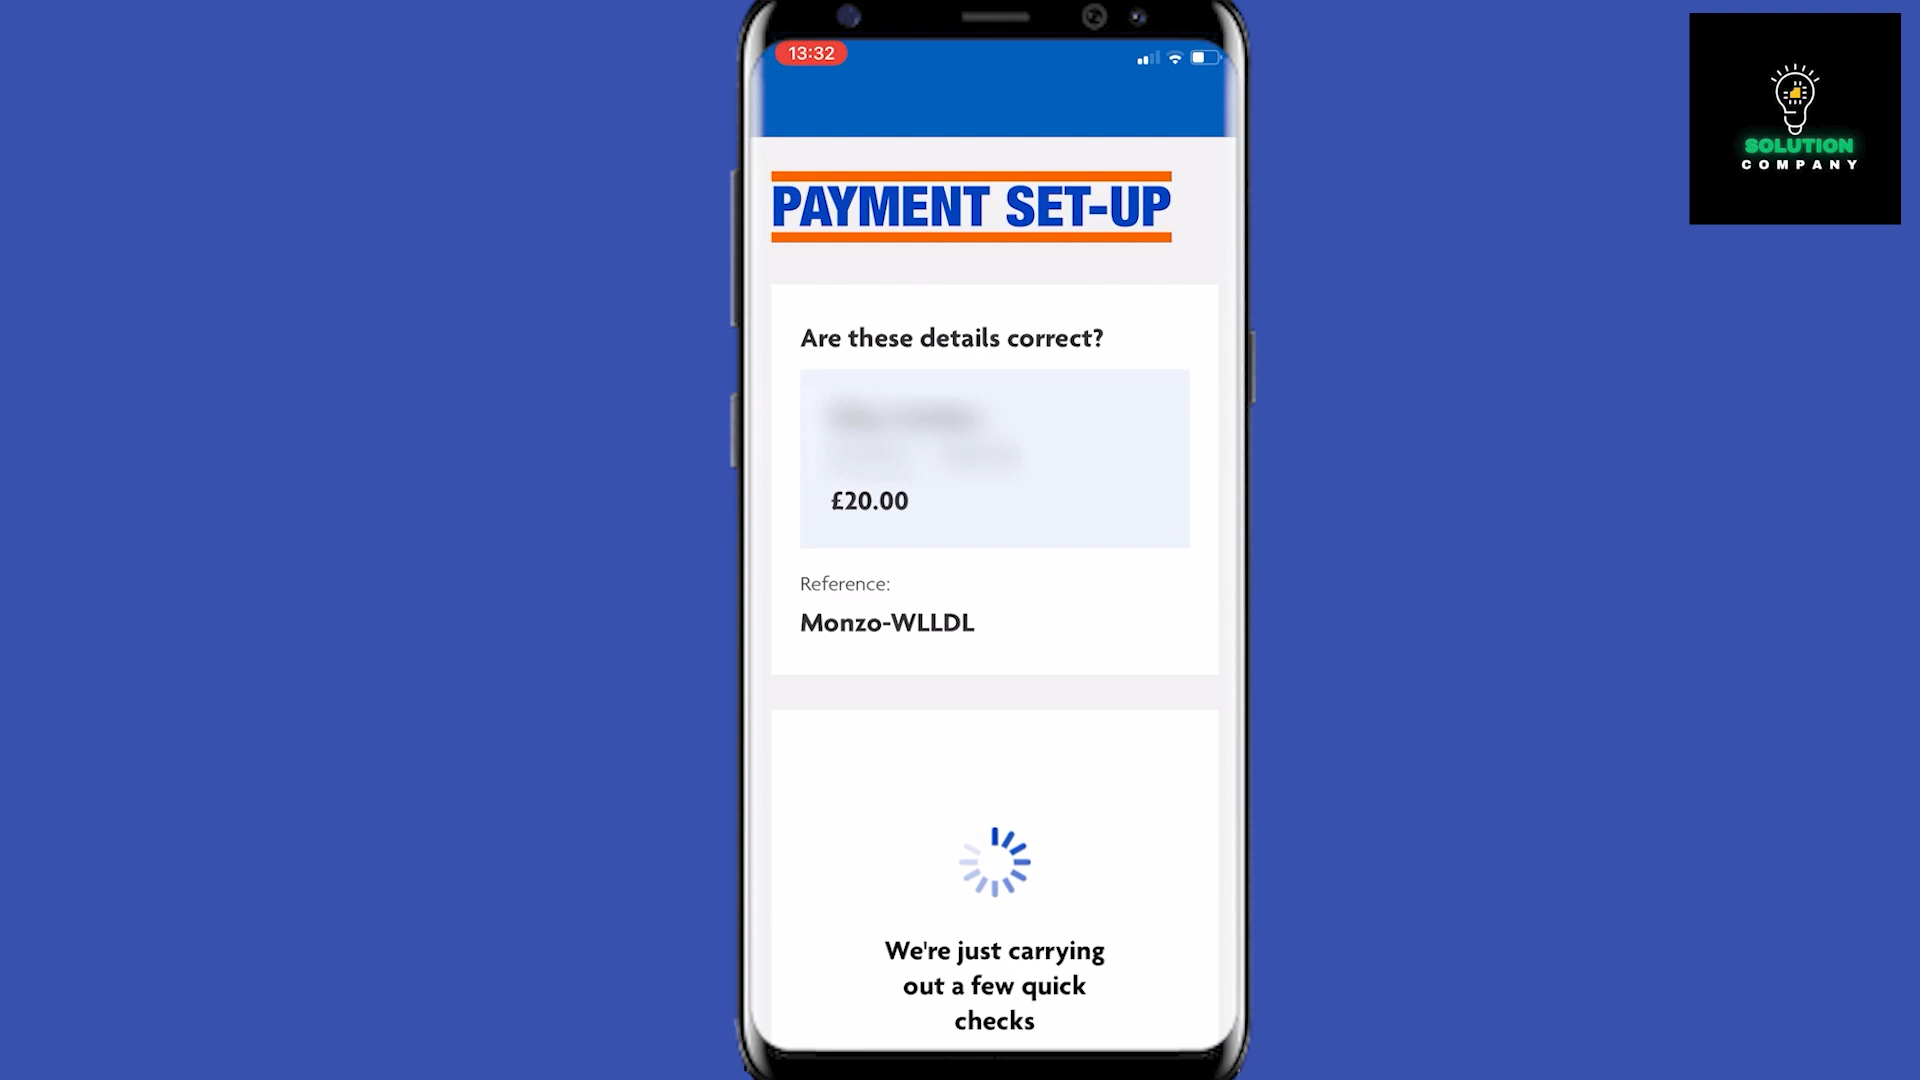 13:32
SOLUTION
COMPANY
PAYMENT SET-UP
Are these details correct?
£20.00
Reference:
Monzo-WLLDL
We're just carrying
out a few quick
checks